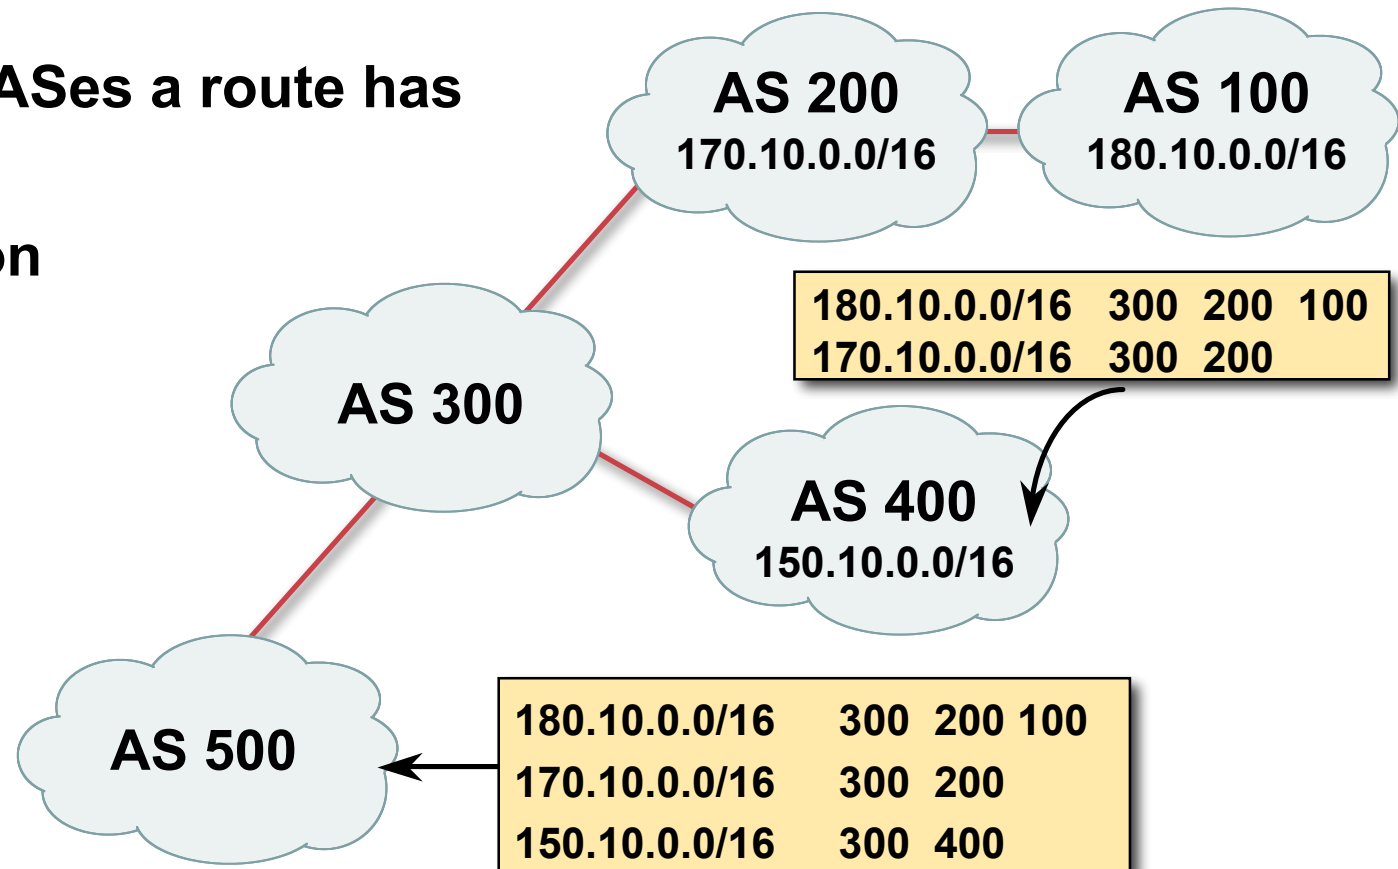 ASes a route has
on
AS 200
170.10.0.0/16
AS 100
180.10.0.0/16
180.10.0.0/16 300 200 100
170.10.0.0/16 300 200
AS 300
AS 400
150.10.0.0/16
AS 500
180.10.0.0/16 300 200 100
170.10.0.0/16 300 200
150.10.0.0/16 300 400